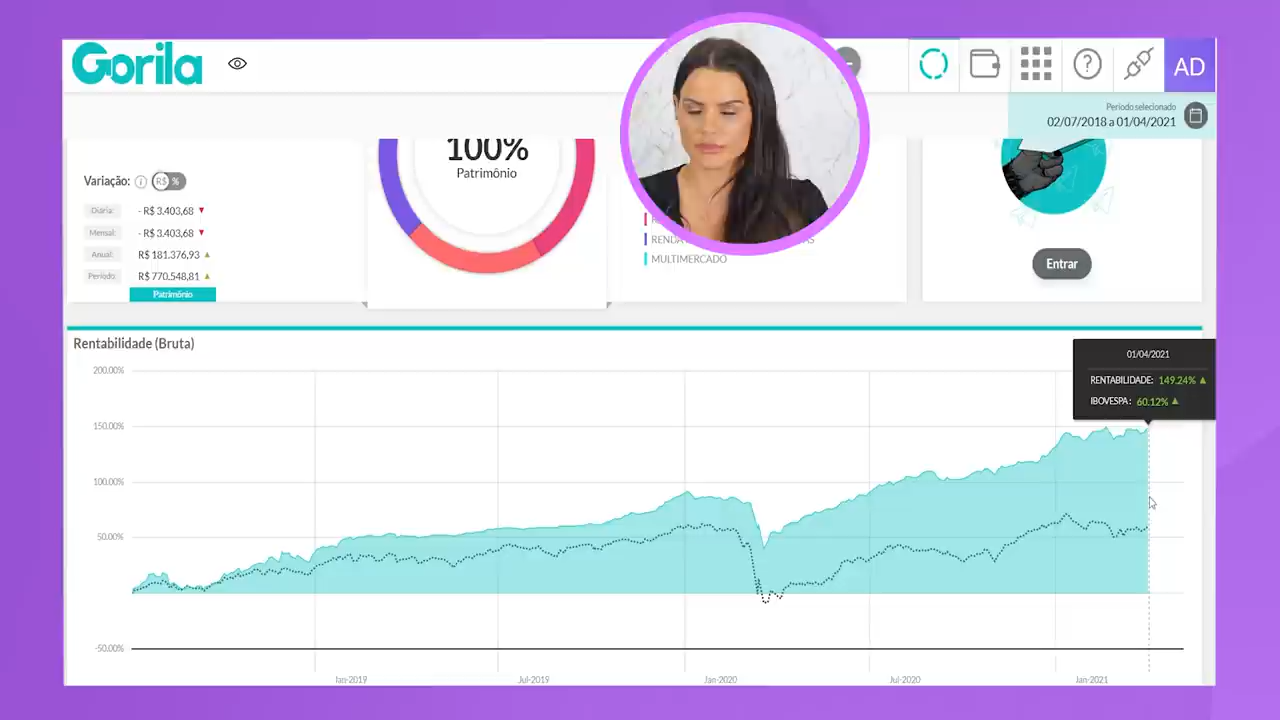 Gorila
AD
Período selecionado
02/07/2018 a 01/04/2021
100%
Patrimônio
Variação: i R$ %
Diária: - R$ 3.403,68
Mensal: - R$ 3.403,68
Anual: R$ 181.376,93
Período: R$ 770.548,81
Patrimônio
MULTIMERCADO
Entrar
Rentabilidade (Bruta)
01/04/2021
RENTABILIDADE: 149.24%
IBOVESPA: 60.12%
200.00%
150.00%
100.00%
50.00%
-50.00%
Jan-2019
Jul-2019
Jan-2020
Jul-2020
Jan-2021